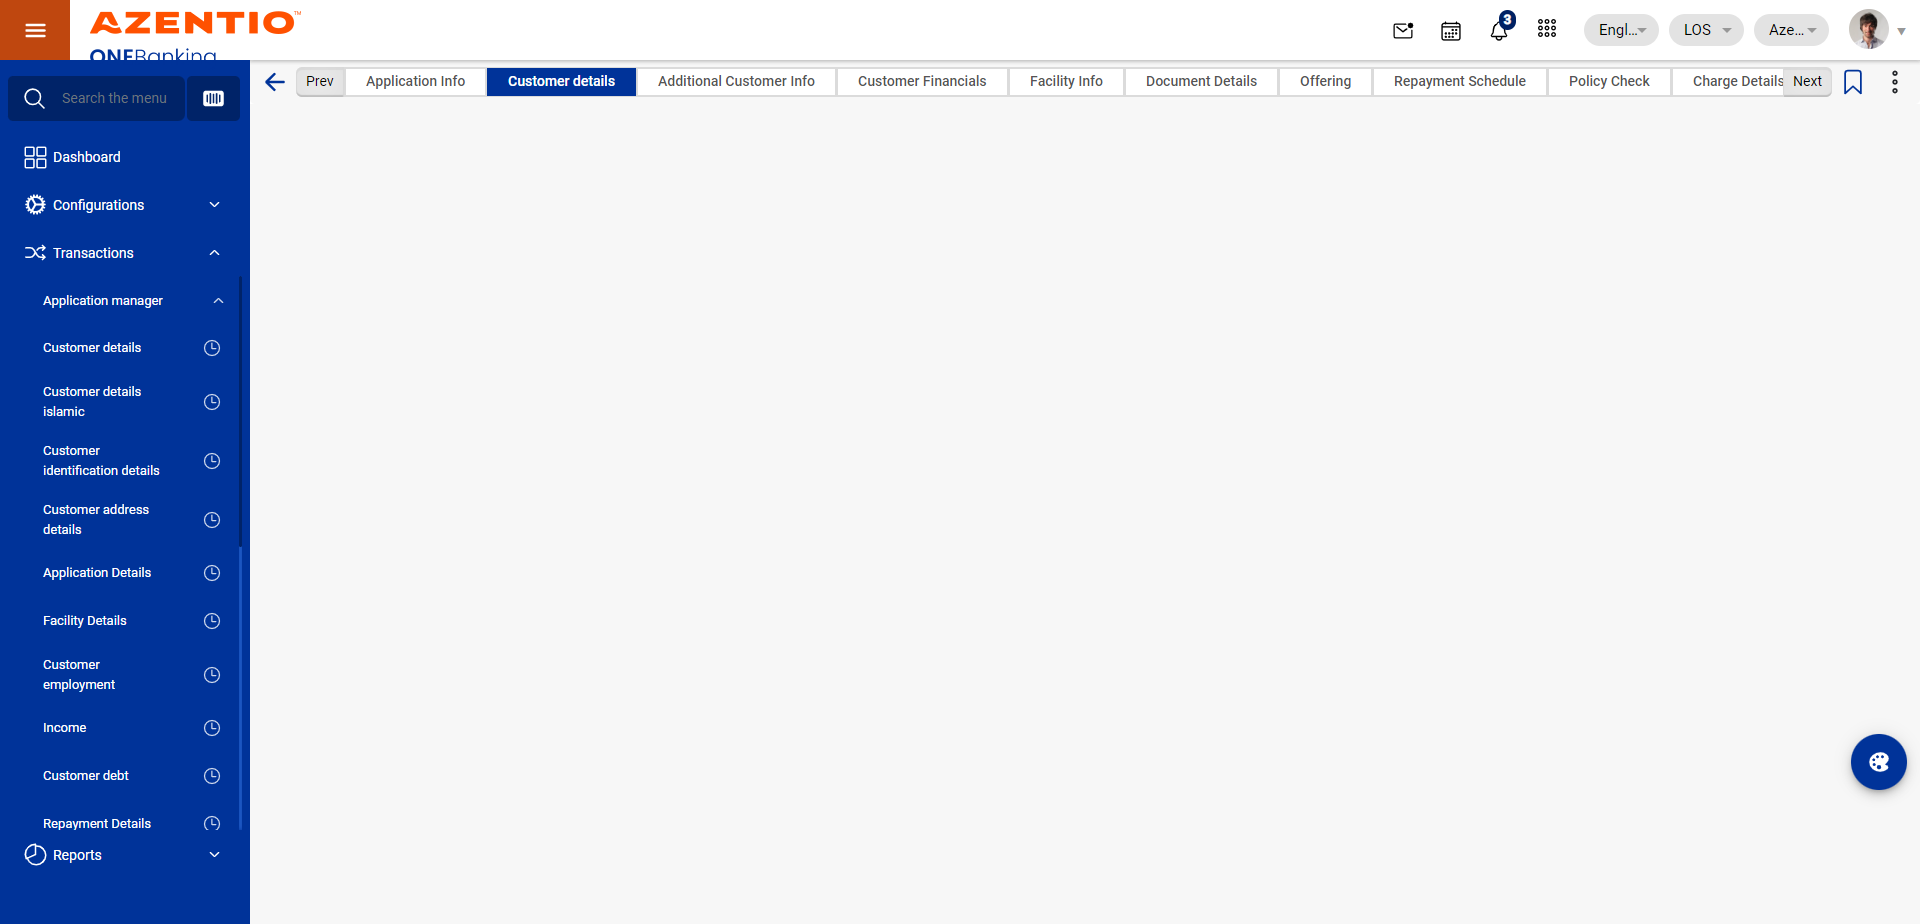 AZENTIO™
ONEBanking
3
Engl...
LOS
Aze...
Search the menu
Prev
Application Info
Customer details
Additional Customer Info
Customer Financials
Facility Info
Document Details
Offering
Repayment Schedule
Policy Check
Charge Details
Next
Dashboard
Configurations
Transactions
Application manager
Customer details
Customer details
islamic
Customer
identification details
Customer address
details
Application Details
Facility Details
Customer
employment
Income
Customer debt
Repayment Details
Reports